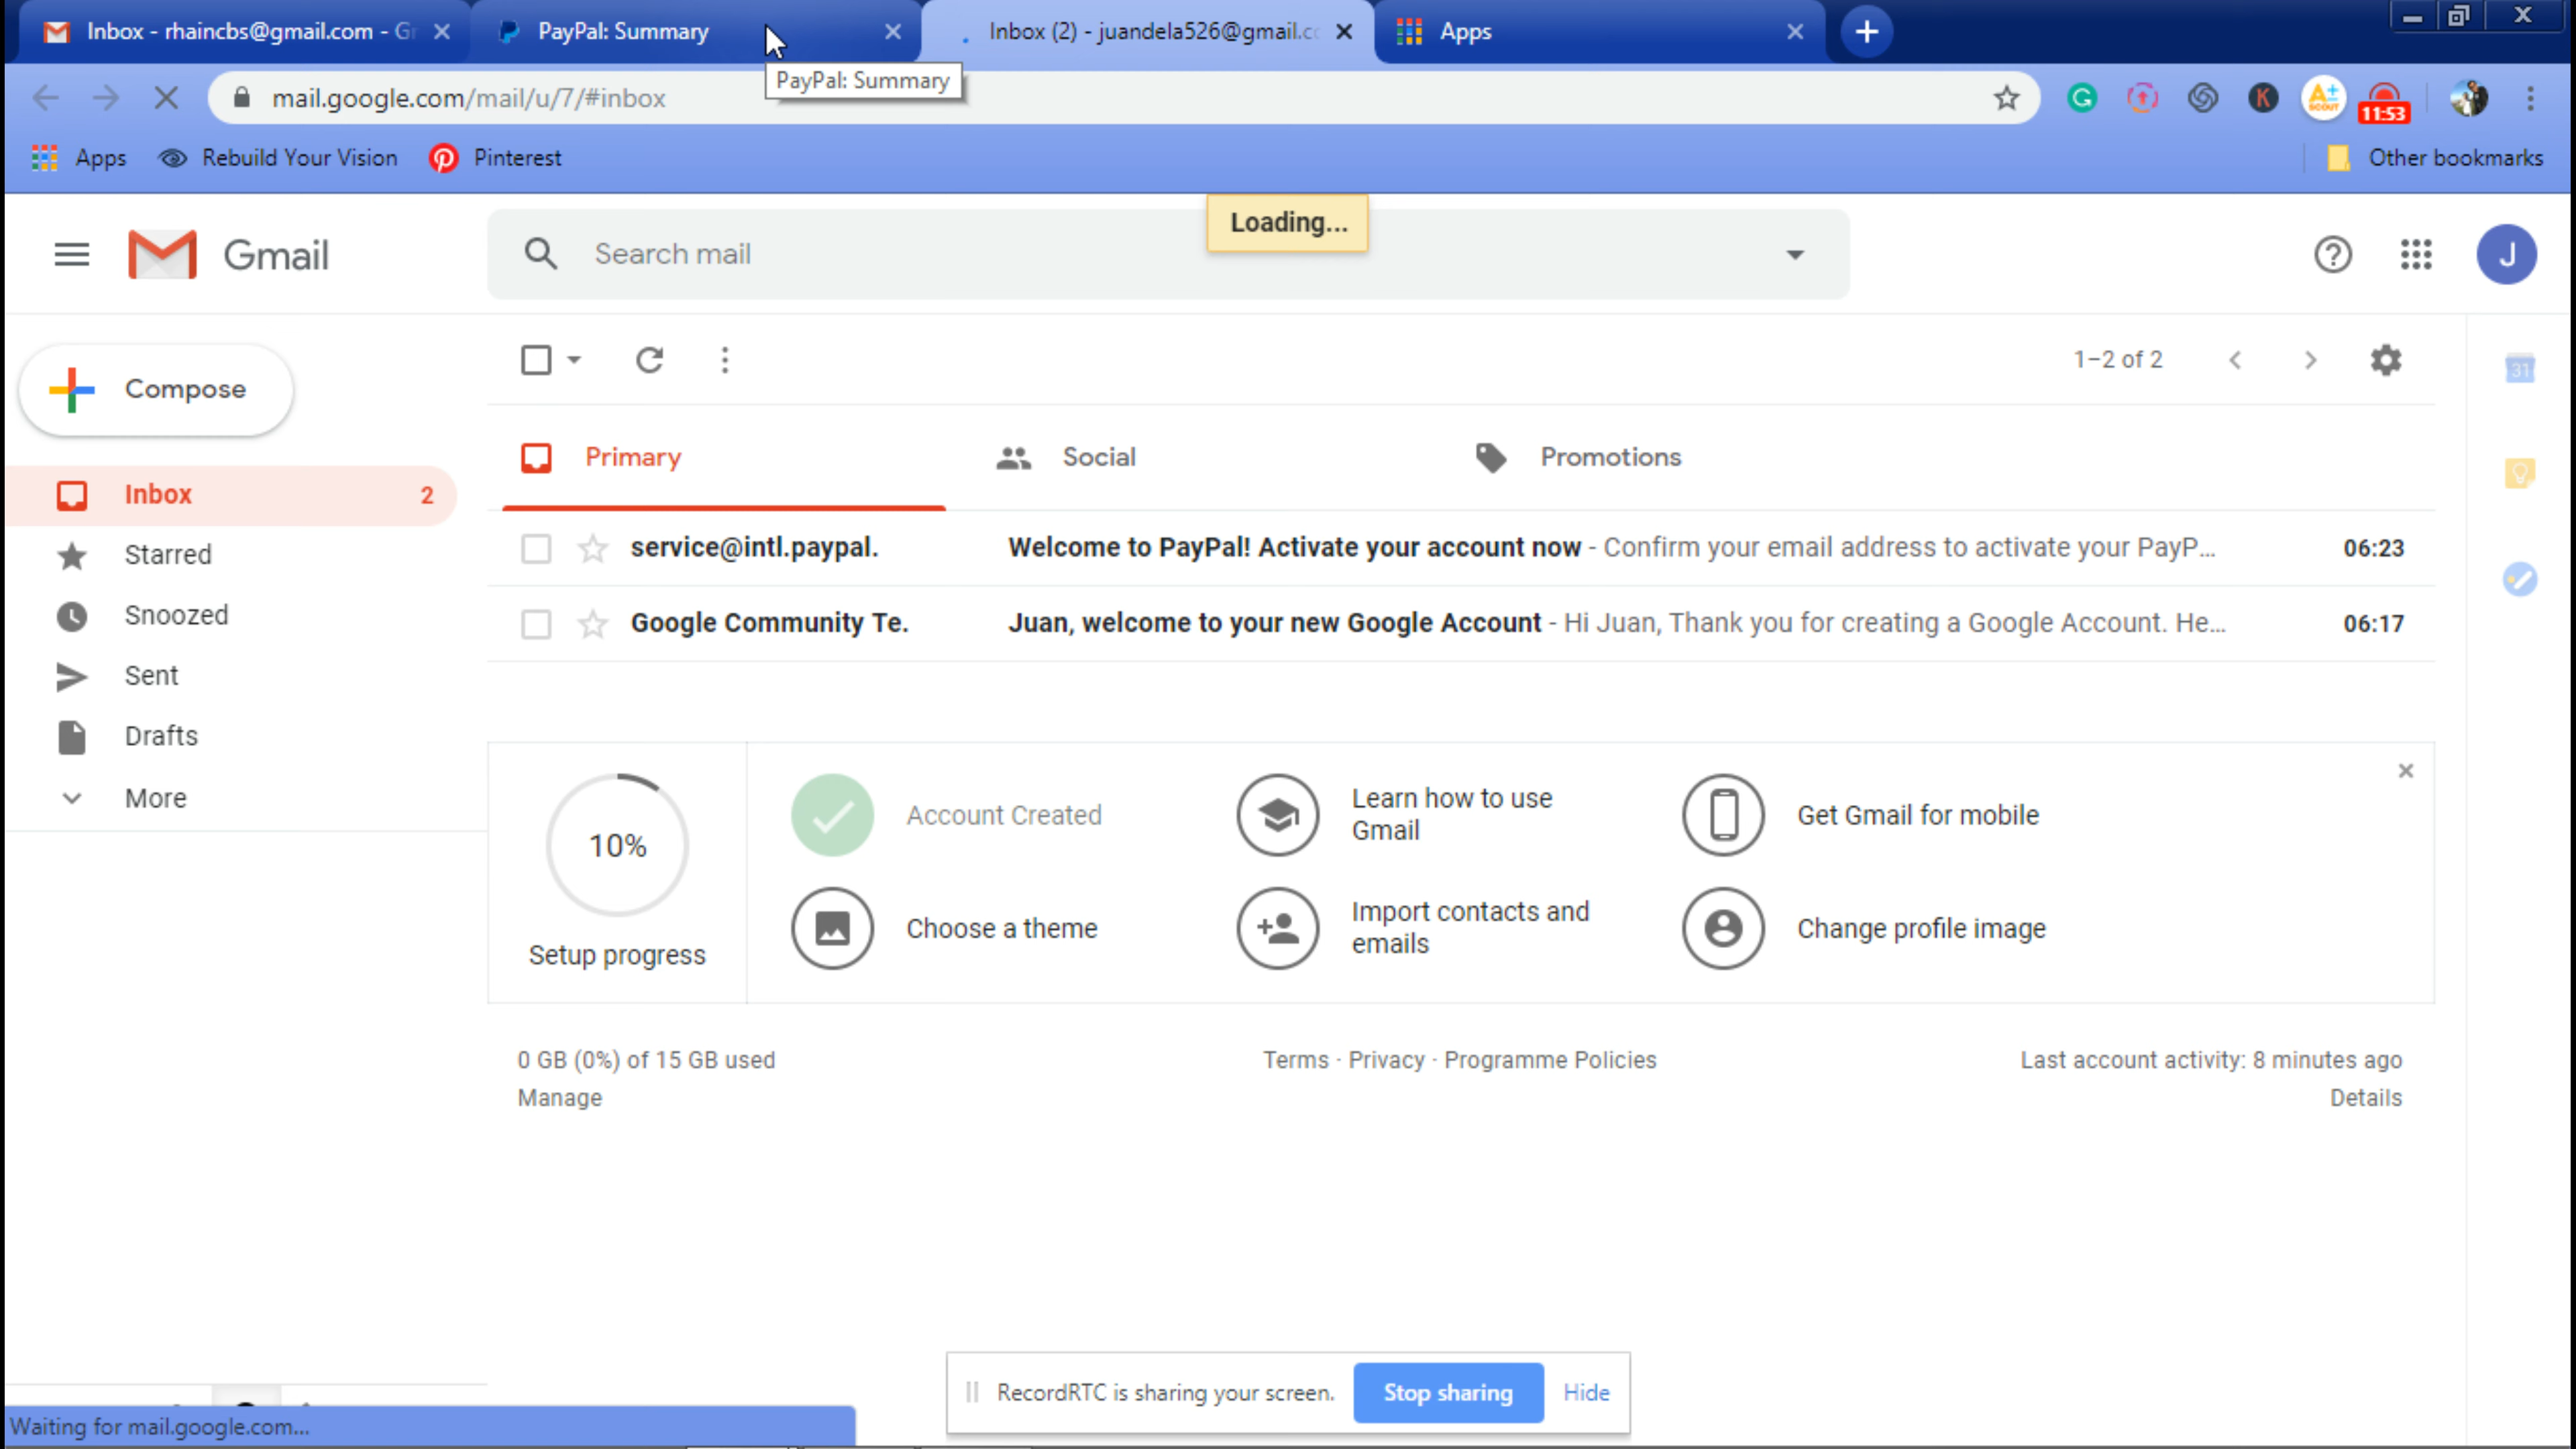 Inbox - rhaincbs@gmail.com - Gr
PayPal: Summary
Inbox (2) - juandela526@gmail.c
Apps
PayPal: Summary
mail.google.com/mail/u/7/#inbox
11:53
Apps
Rebuild Your Vision
Pinterest
Other bookmarks
Loading...
Gmail
Search mail
J
Compose
1–2 of 2
31
Primary
Social
Promotions
Inbox 2
Starred
Snoozed
Sent
Drafts
More
service@intl.paypal. Welcome to PayPal! Activate your account now - Confirm your email address to activate your PayP... 06:23
Google Community Te. Juan, welcome to your new Google Account - Hi Juan, Thank you for creating a Google Account. He... 06:17
10%
Setup progress
Account Created
Learn how to use
Gmail
Get Gmail for mobile
Choose a theme
Import contacts and
emails
Change profile image
0 GB (0%) of 15 GB used
Manage
Terms · Privacy · Programme Policies
Last account activity: 8 minutes ago
Details
RecordRTC is sharing your screen.
Stop sharing
Hide
Waiting for mail.google.com...